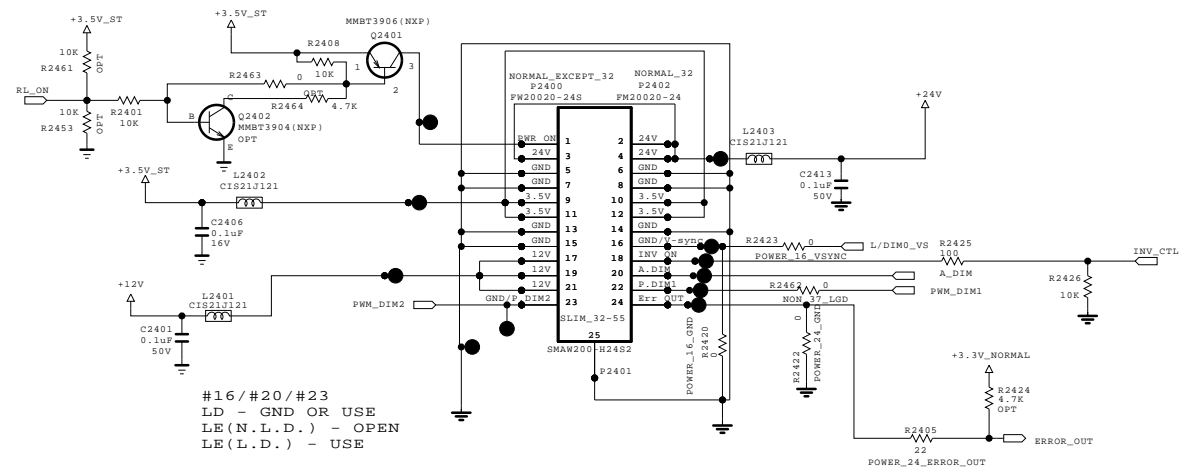 +3.5V_ST
10K
R2461
OPT
RL_ON
10K
R2453
OPT
R2401
10K
+3.5V_ST
R2408
10K
MMBT3906(NXP)
Q2401
1
3
2
R2463
0
OPT
R2464
4.7K
C
B
E
Q2402
MMBT3904(NXP)
OPT
+3.5V_ST
L2402
CIS21J121
C2406
0.1uF
16V
+12V
L2401
CIS21J121
C2401
0.1uF
50V
PWM_DIM2
NORMAL_EXCEPT_32
P2400
FW20020-24S
NORMAL_32
P2402
FM20020-24
PWR ON 1 2 24V
24V 3 4 24V
GND 5 6 GND
GND 7 8 GND
3.5V 9 10 3.5V
3.5V 11 12 3.5V
GND 13 14 GND
GND 15 16 GND/V-sync
12V 17 18 INV ON
12V 19 20 A.DIM
12V 21 22 P.DIM1
GND/P.DIM2 23 24 Err OUT
SLIM_32-55
25
SMAW200-H24S2
P2401
+24V
L2403
CIS21J121
C2413
0.1uF
50V
R2423
0
POWER_16_VSYNC
L/DIM0_VS
R2425
100
A_DIM
INV_CTL
R2426
10K
R2462
0
NON_37_LGD
PWM_DIM1
POWER_16_GND
R2420
0
R2422
0
POWER_24_GND
+3.3V_NORMAL
R2424
4.7K
OPT
R2405
22
POWER_24_ERROR_OUT
ERROR_OUT
#16/#20/#23
LD - GND OR USE
LE(N.L.D.) - OPEN
LE(L.D.) - USE